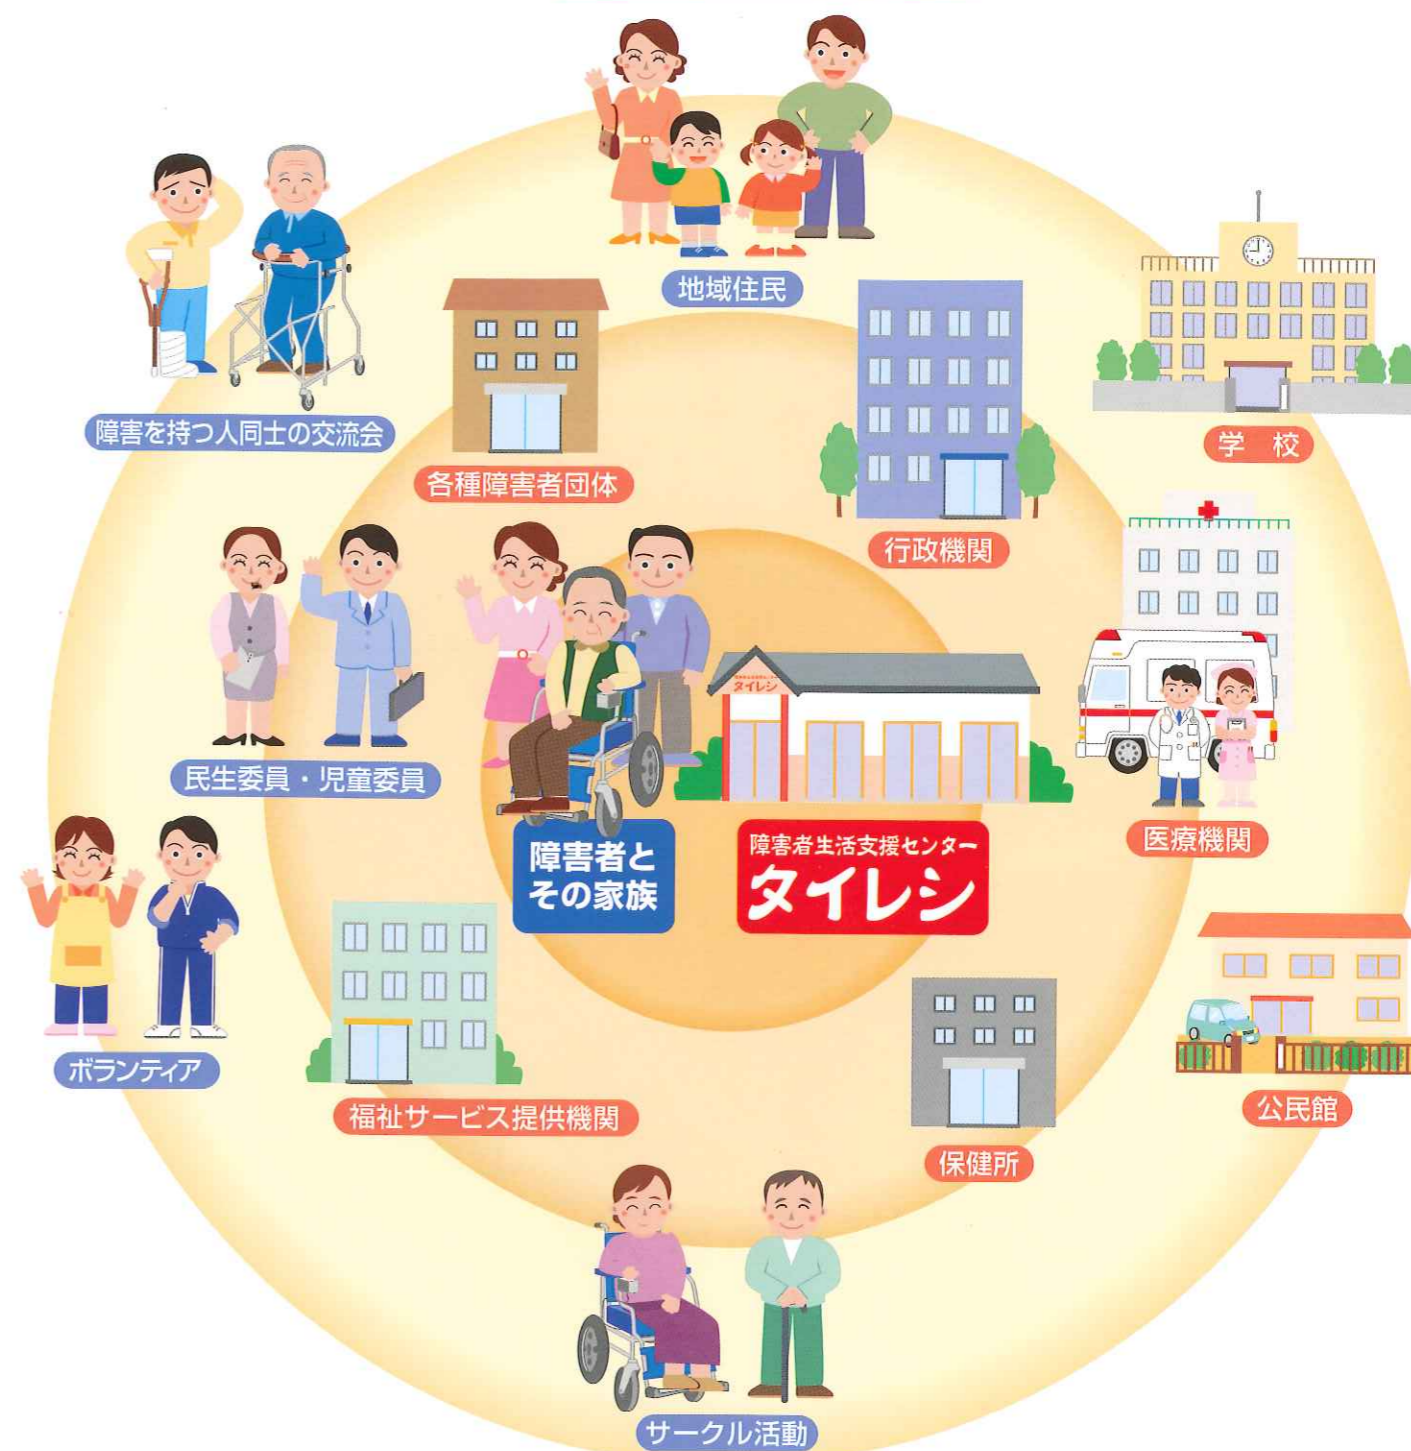 地域住民
障害を持つ人同士の交流会
学 校
各種障害者団体
行政機関
タイレシ
民生委員・児童委員
医療機関
障害者と
その家族
障害者生活支援センター
タイレシ
ボランティア
福祉サービス提供機関
公民館
保健所
サークル活動